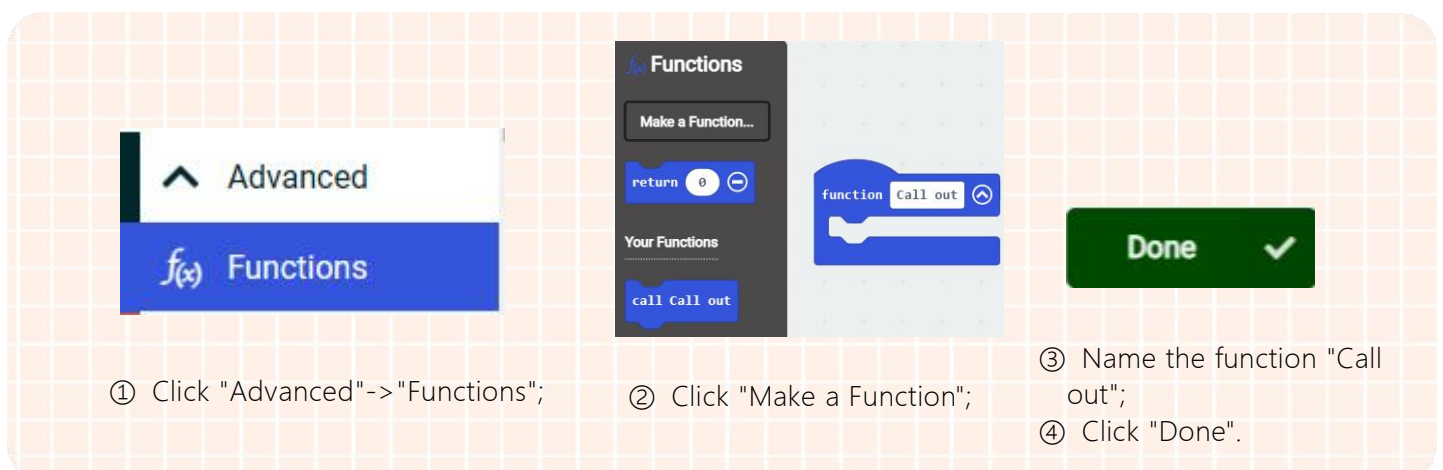 Advanced
f(x) Functions
① Click "Advanced"->"Functions";
f(x) Functions
Make a Function...
return 0
Your Functions
call Call out
function Call out
② Click "Make a Function";
Done
③ Name the function "Call
out";
④ Click "Done".